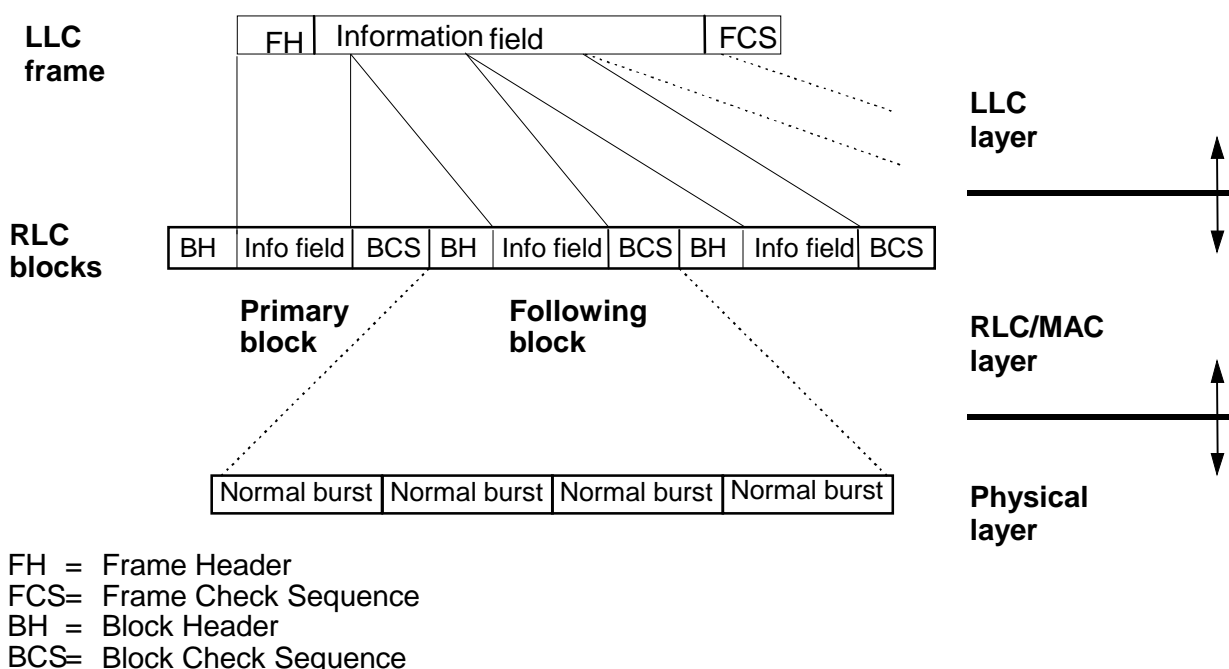 LLC
frame
FH Information field FCS
LLC
layer
RLC
blocks
BH Info field BCS BH Info field BCS BH Info field BCS
Primary
block
Following
block
RLC/MAC
layer
Normal burst Normal burst Normal burst Normal burst
Physical
layer
FH = Frame Header
FCS= Frame Check Sequence
BH = Block Header
BCS= Block Check Sequence